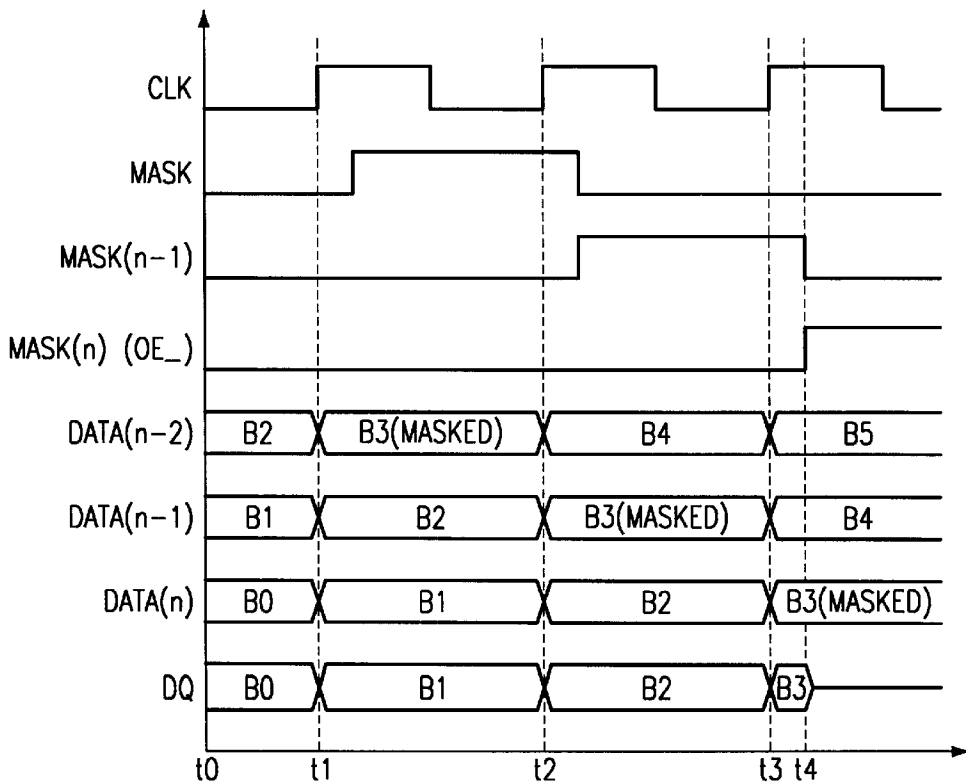 CLK
MASK
MASK(n-1)
MASK(n) (OE_)
DATA(n-2) B2 B3(MASKED) B4 B5
DATA(n-1) B1 B2 B3(MASKED) B4
DATA(n) B0 B1 B2 B3(MASKED)
DQ B0 B1 B2 B3
t0 t1 t2 t3 t4